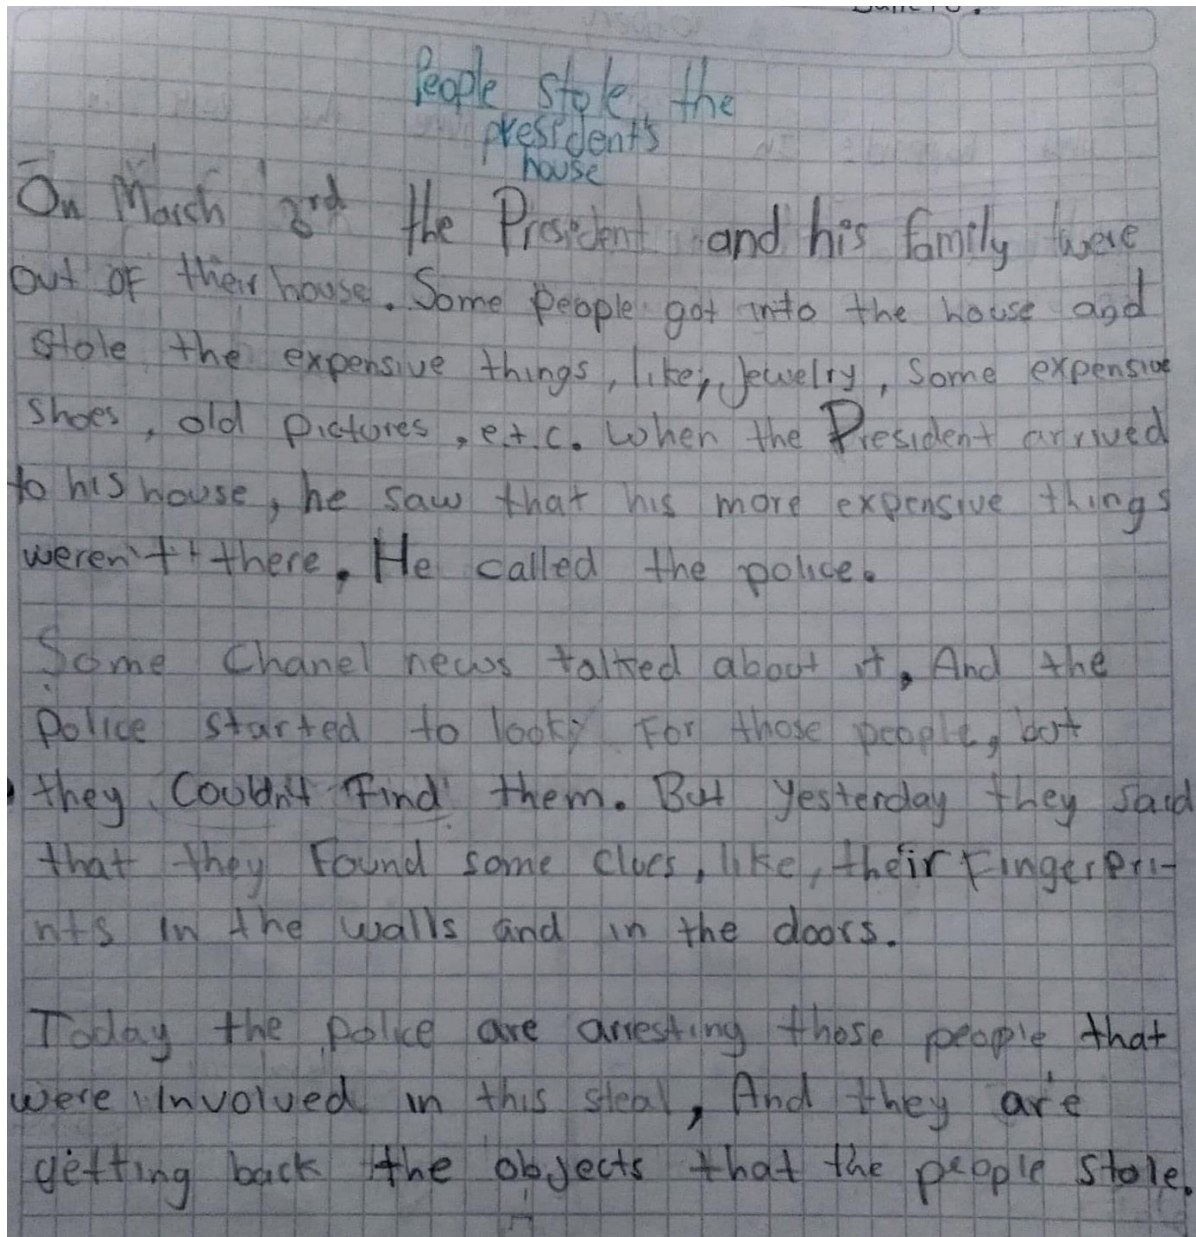 People stole the
president's
house
On March 3rd the President and his family were
out of their house. Some people got into the house and
stole the expensive things, like, Jewelry, some expensive
shoes, old pictures, e.t.c. When the President arrived
to his house, he saw that his more expensive things
weren't there. He called the police.
Some Chanel news talked about it, And the
police started to look for those people, but
they couldn't find them. But yesterday they said
that they found some clues, like, their fingerpri-
nts in the walls and in the doors.
Today the police are arresting those people that
were involved in this steal, And they are
getting back the objects that the people stole.